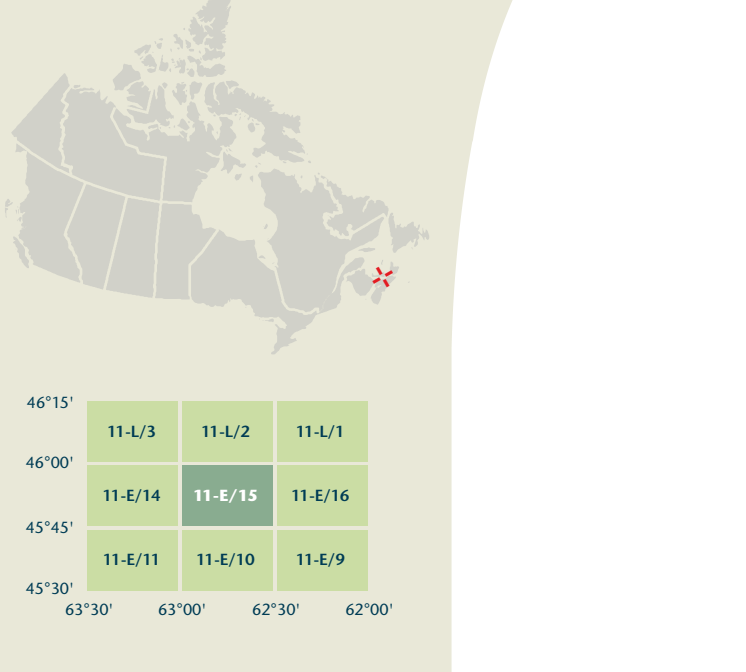 46°15'
11-L/3 11-L/2 11-L/1
46°00'
11-E/14 11-E/15 11-E/16
45°45'
11-E/11 11-E/10 11-E/9
45°30'
63°30' 63°00' 62°30' 62°00'